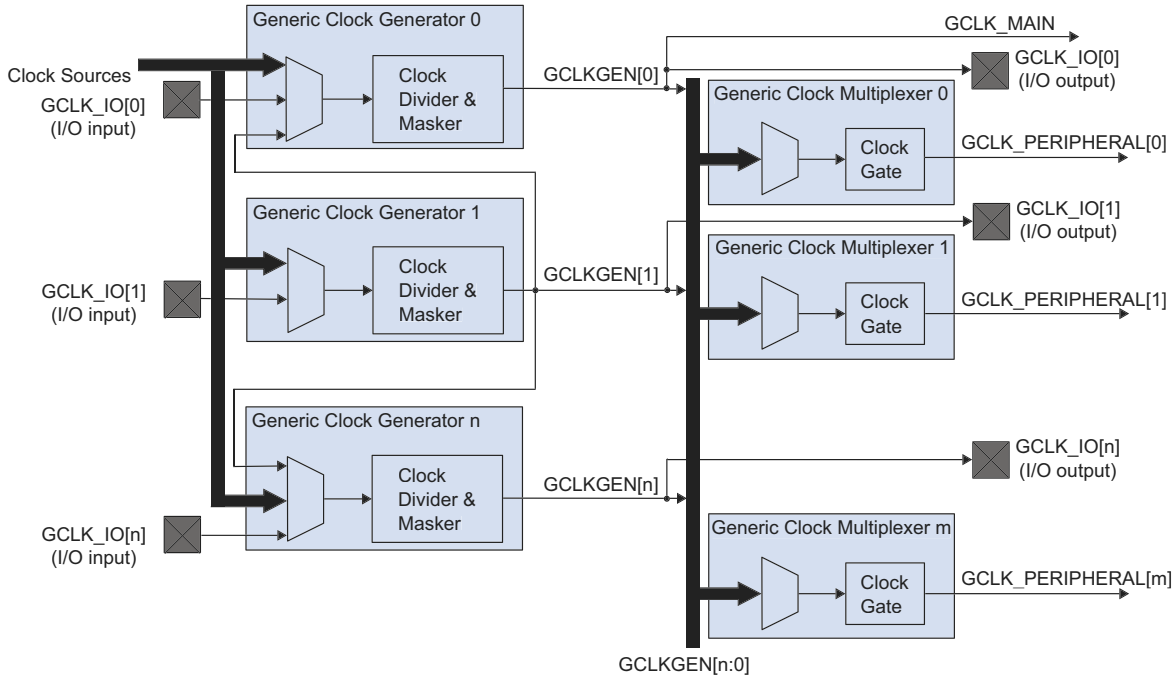 Generic Clock Generator 0
Clock Sources
GCLK_IO[0]
(I/O input)
Clock
Divider &
Masker
GCLKGEN[0]
GCLK_MAIN
GCLK_IO[0]
(I/O output)
Generic Clock Multiplexer 0
Clock
Gate
GCLK_PERIPHERAL[0]
Generic Clock Generator 1
GCLK_IO[1]
(I/O input)
Clock
Divider &
Masker
GCLKGEN[1]
GCLK_IO[1]
(I/O output)
Generic Clock Multiplexer 1
Clock
Gate
GCLK_PERIPHERAL[1]
Generic Clock Generator n
GCLK_IO[n]
(I/O input)
Clock
Divider &
Masker
GCLKGEN[n]
GCLK_IO[n]
(I/O output)
Generic Clock Multiplexer m
Clock
Gate
GCLK_PERIPHERAL[m]
GCLKGEN[n:0]